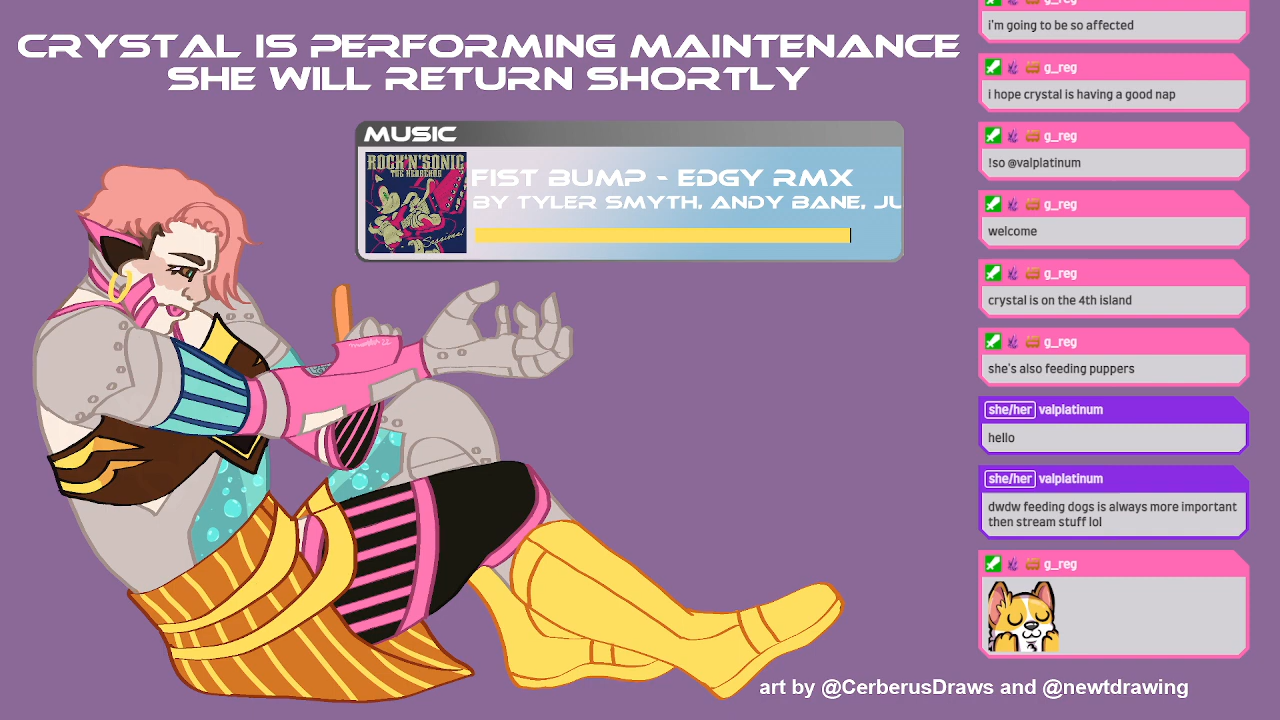 CRYSTAL IS PERFORMING MAINTENANCE
SHE WILL RETURN SHORTLY
MUSIC
ROCK'N'SONIC
Sessions!
FIST BUMP - EDGY RMX
BY TYLER SMYTH, ANDY BANE, JU
g_reg
i'm going to be so affected
g_reg
i hope crystal is having a good nap
g_reg
!so @valplatinum
g_reg
welcome
g_reg
crystal is on the 4th island
g_reg
she's also feeding puppers
she/her valplatinum
hello
she/her valplatinum
dwdw feeding dogs is always more important
then stream stuff lol
g_reg
art by @CerberusDraws and @newtdrawing